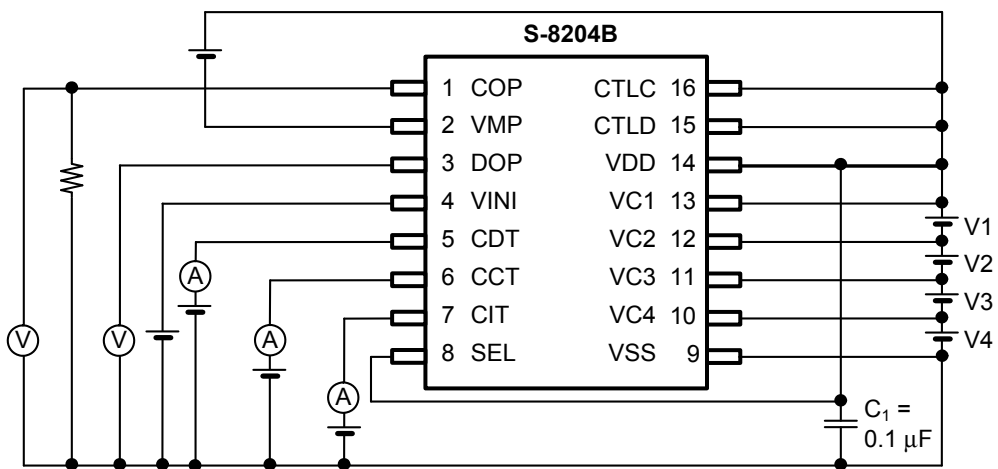 S-8204B
1 COP
2 VMP
3 DOP
4 VINI
5 CDT
6 CCT
7 CIT
8 SEL
CTLC 16
CTLD 15
VDD 14
VC1 13
VC2 12
VC3 11
VC4 10
VSS 9
V
V
A
A
A
V1
V2
V3
V4
C₁ =
0.1 μF